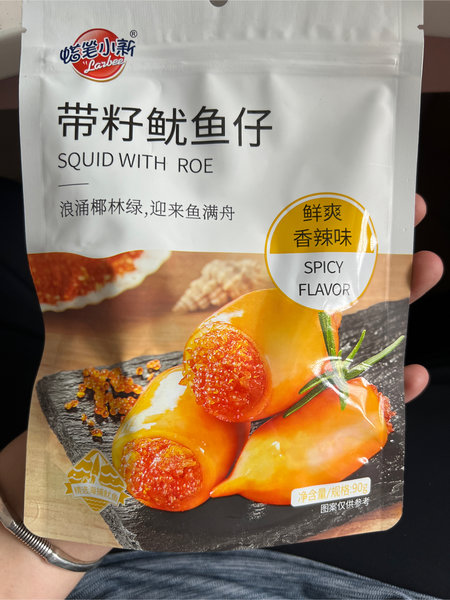 蜡笔小新®
Larbee
带籽鱿鱼仔
SQUID WITH ROE
浪涌椰林绿,迎来鱼满舟
鲜爽
香辣味
SPICY
FLAVOR
净含量/规格:90g
图案仅供参考